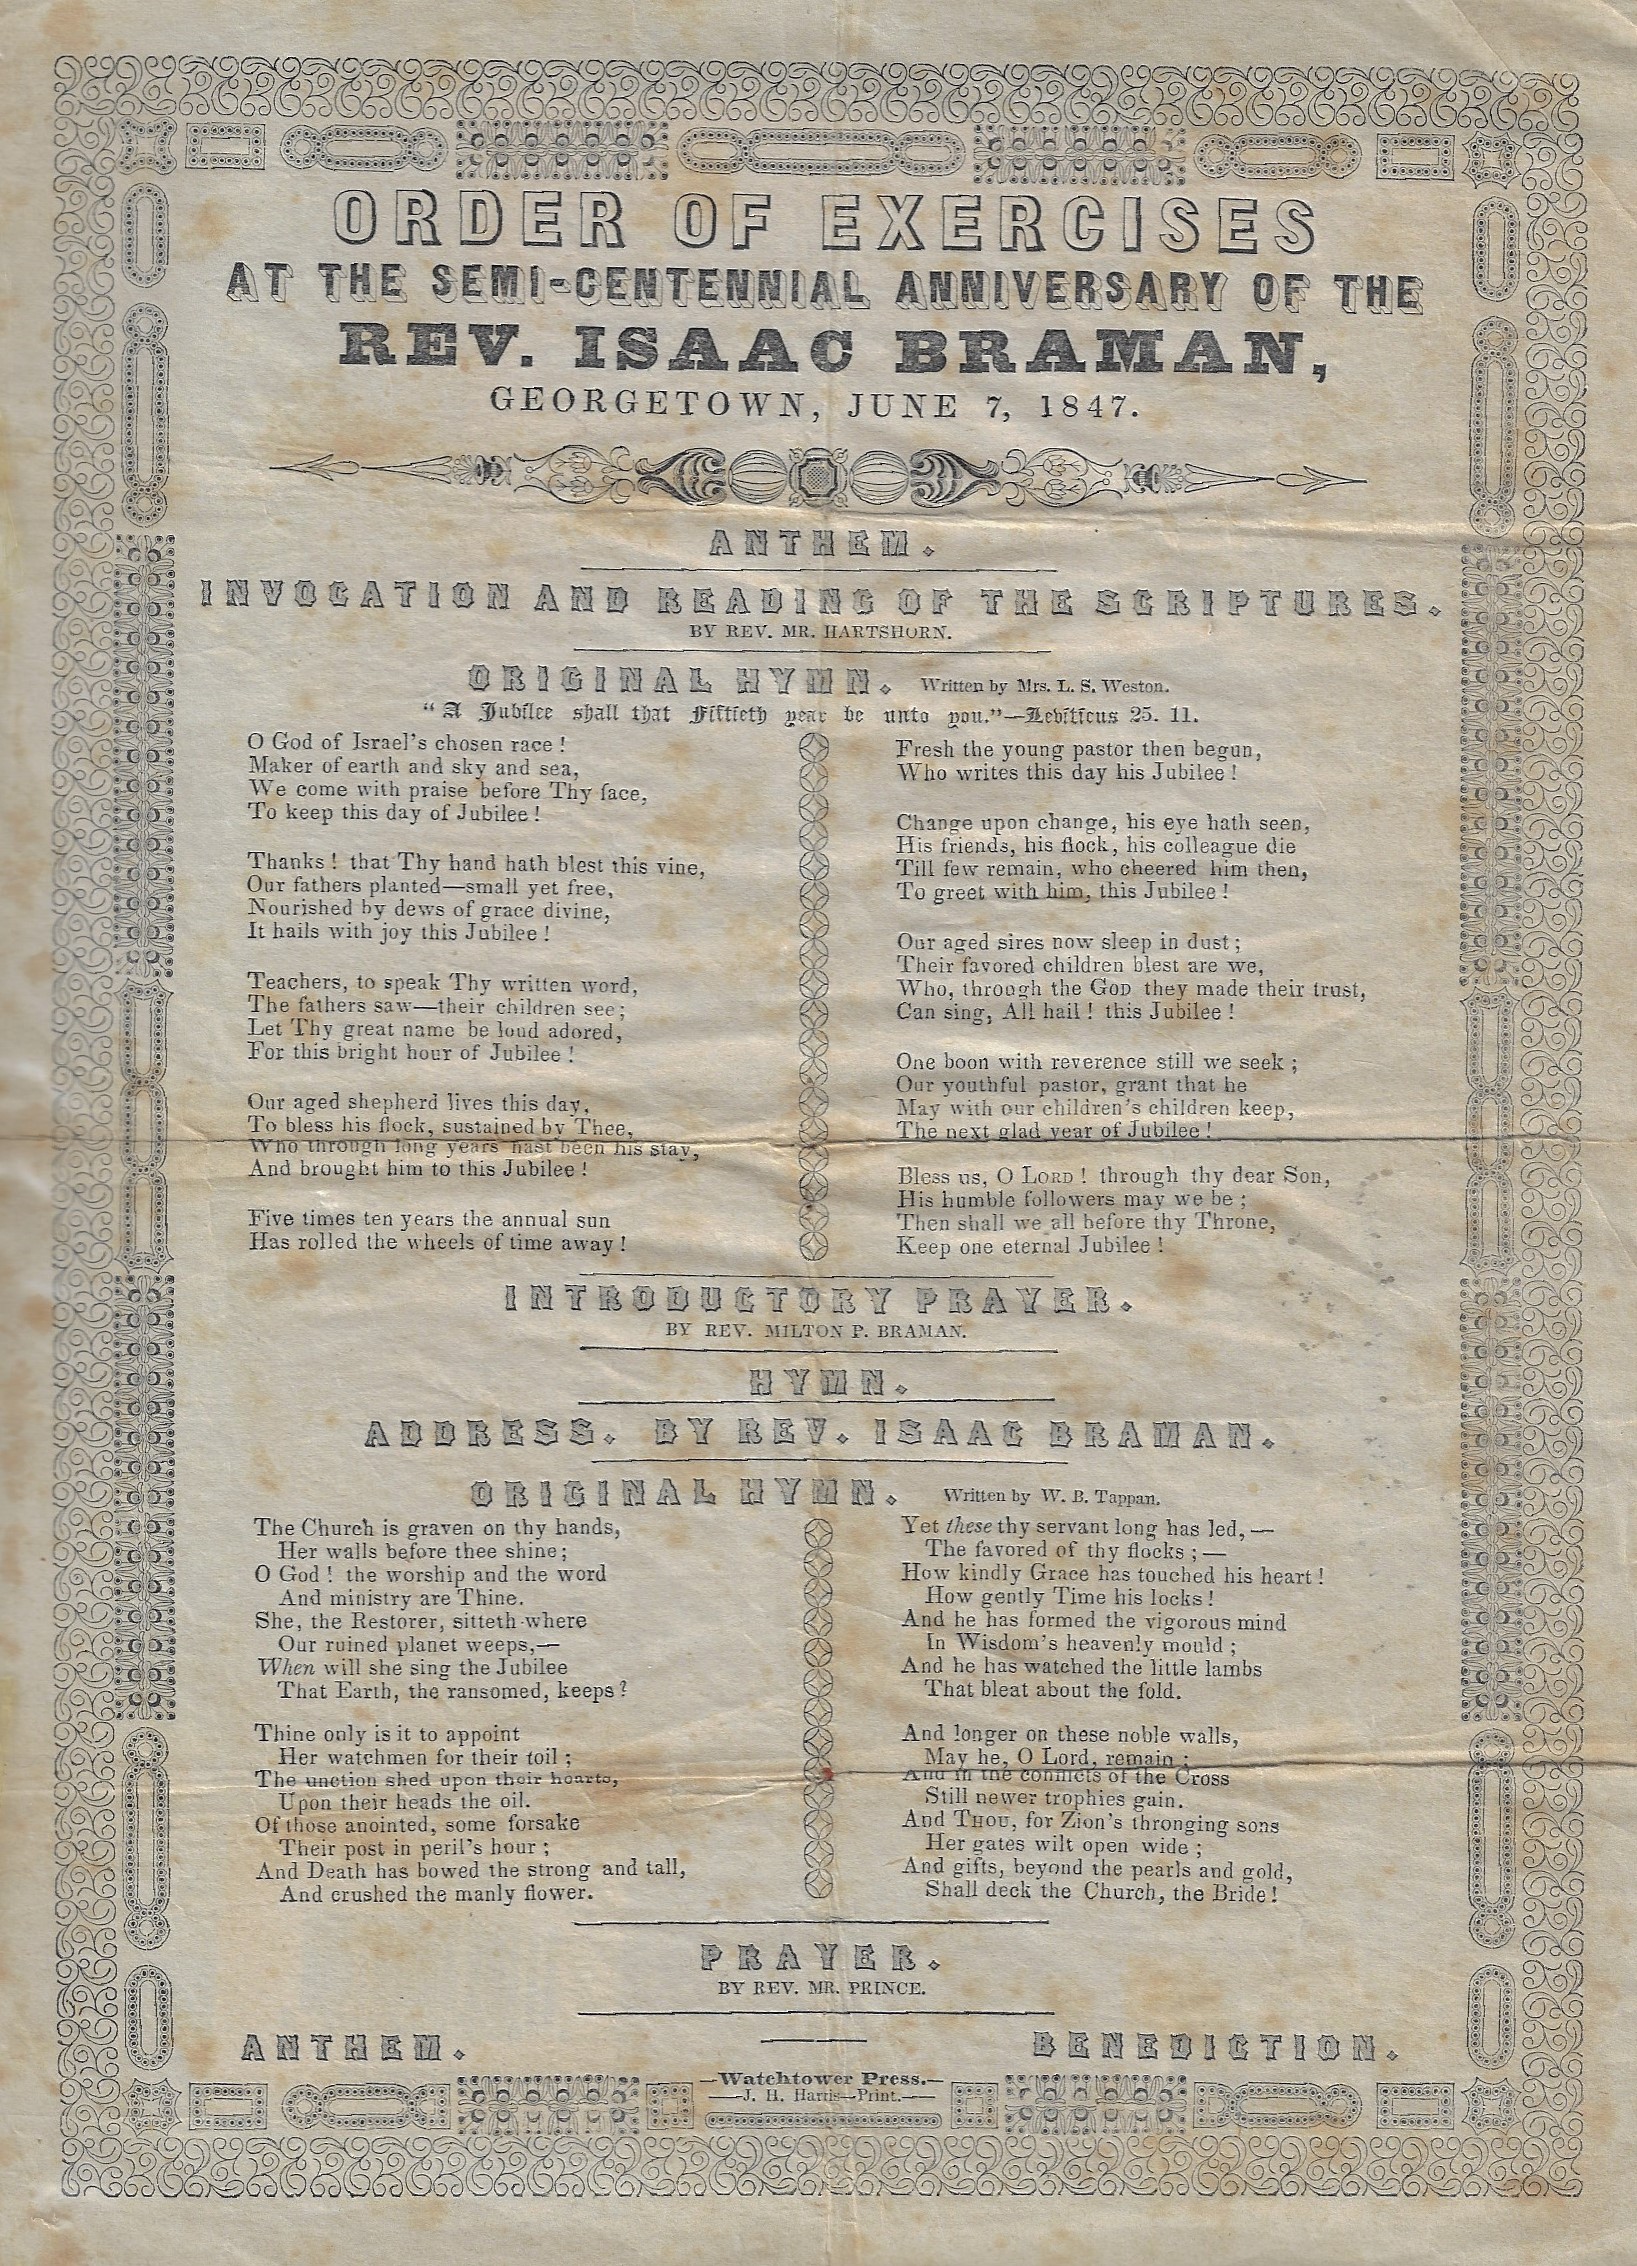 ORDER OF EXERCISES
AT THE SEMI-CENTENNIAL ANNIVERSARY OF THE
REV. ISAAC BRAMAN,
GEORGETOWN, JUNE 7, 1847.
ANTHEM.
INVOCATION AND READING OF THE SCRIPTURES.
BY REV. MR. HARTSHORN.
ORIGINAL HYMN. Written by Mrs. L. S. Weston.
"A Jubilee shall that Fiftieth year be unto you."—Leviticus 25. 11.
O God of Israel's chosen race!
Maker of earth and sky and sea,
We come with praise before Thy face,
To keep this day of Jubilee!
Thanks! that Thy hand hath blest this vine,
Our fathers planted—small yet free,
Nourished by dews of grace divine,
It hails with joy this Jubilee!
Teachers, to speak Thy written word,
The fathers saw—their children see;
Let Thy great name be loud adored,
For this bright hour of Jubilee!
Our aged shepherd lives this day,
To bless his flock, sustained by Thee,
Who through long years hast been his stay,
And brought him to this Jubilee!
Five times ten years the annual sun
Has rolled the wheels of time away!
Fresh the young pastor then begun,
Who writes this day his Jubilee!
Change upon change, his eye hath seen,
His friends, his flock, his colleague die
Till few remain, who cheered him then,
To greet with him, this Jubilee!
Our aged sires now sleep in dust;
Their favored children blest are we,
Who, through the GOD they made their trust,
Can sing, All hail! this Jubilee!
One boon with reverence still we seek;
Our youthful pastor, grant that he
May with our children's children keep,
The next glad year of Jubilee!
Bless us, O LORD! through thy dear Son,
His humble followers may we be;
Then shall we all before thy Throne,
Keep one eternal Jubilee!
INTRODUCTORY PRAYER.
BY REV. MILTON P. BRAMAN.
HYMN.
ADDRESS. BY REV. ISAAC BRAMAN.
ORIGINAL HYMN. Written by W. B. Tappan.
The Church is graven on thy hands,
Her walls before thee shine;
O God! the worship and the word
And ministry are Thine.
She, the Restorer, sitteth where
Our ruined planet weeps,—
When will she sing the Jubilee
That Earth, the ransomed, keeps?
Thine only is it to appoint
Her watchmen for their toil;
The unction shed upon their hearts,
Upon their heads the oil.
Of those anointed, some forsake
Their post in peril's hour;
And Death has bowed the strong and tall,
And crushed the manly flower.
Yet these thy servant long has led,—
The favored of thy flocks;—
How kindly Grace has touched his heart!
How gently Time his locks!
And he has formed the vigorous mind
In Wisdom's heavenly mould;
And he has watched the little lambs
That bleat about the fold.
And longer on these noble walls,
May he, O Lord, remain;
And in the conflicts of the Cross
Still newer trophies gain.
And THOU, for Zion's thronging sons
Her gates wilt open wide;
And gifts, beyond the pearls and gold,
Shall deck the Church, the Bride!
PRAYER.
BY REV. MR. PRINCE.
ANTHEM.
BENEDICTION.
—Watchtower Press.—
—J. H. Harris—Print.—